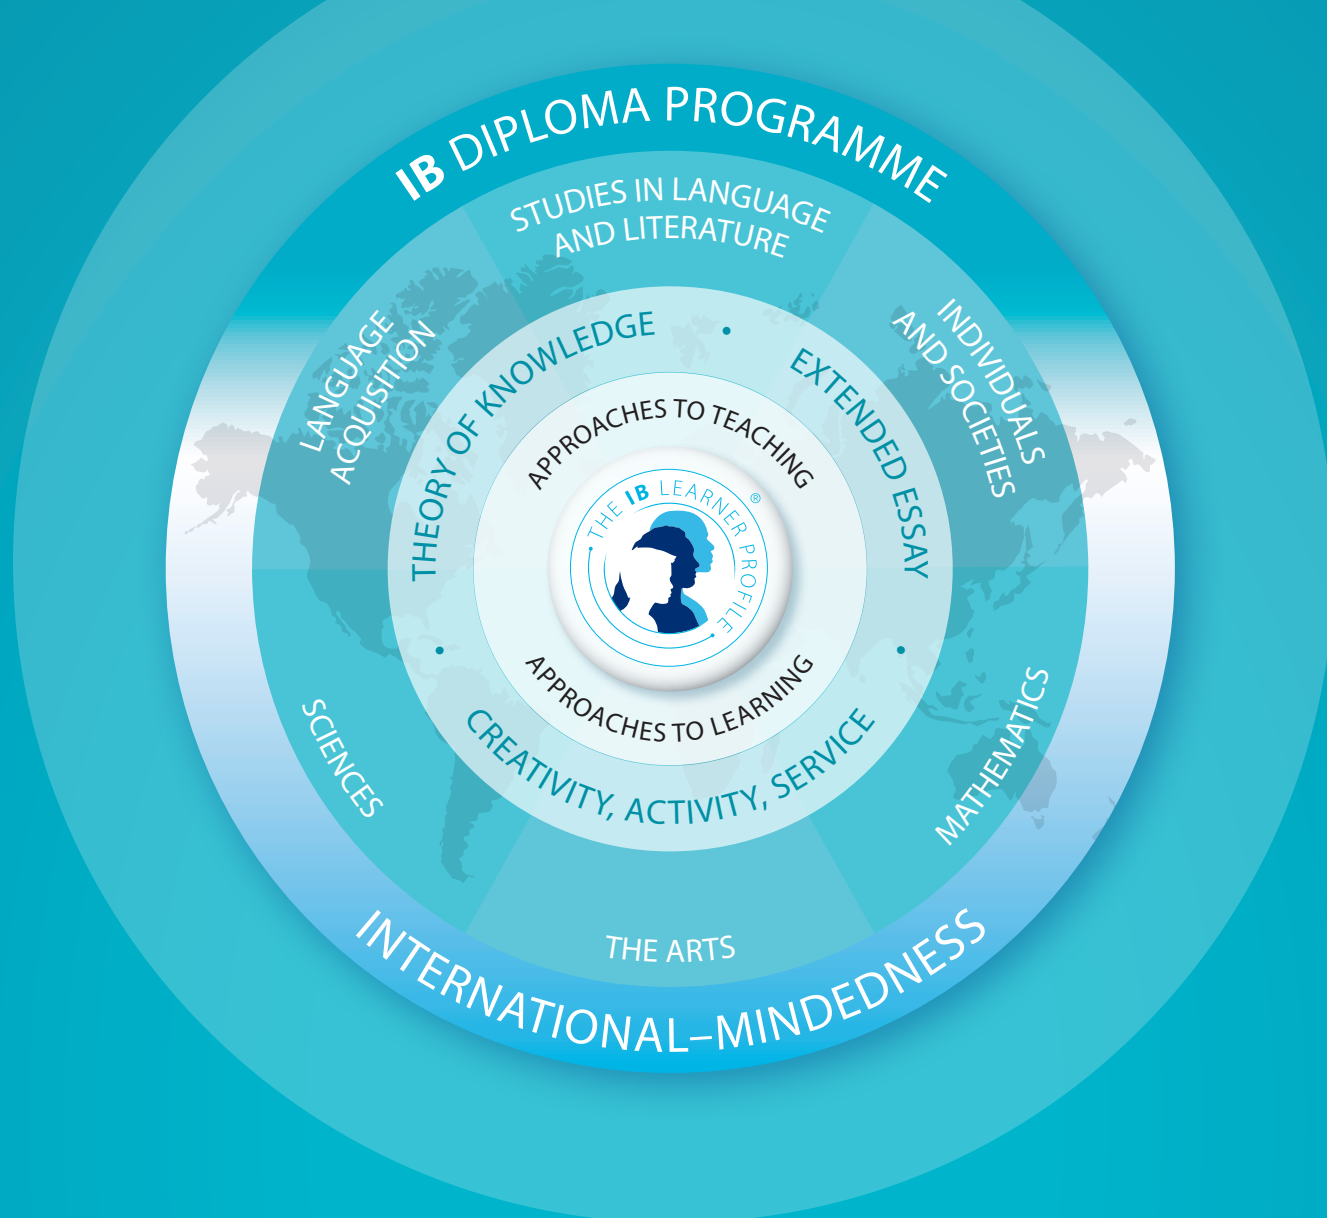 IB DIPLOMA PROGRAMME
STUDIES IN LANGUAGE
AND LITERATURE
LANGUAGE
ACQUISITION
INDIVIDUALS
AND SOCIETIES
THEORY OF KNOWLEDGE
•
EXTENDED ESSAY
APPROACHES TO TEACHING
THE IB LEARNER PROFILE®
APPROACHES TO LEARNING
•
CREATIVITY, ACTIVITY, SERVICE
•
SCIENCES
MATHEMATICS
THE ARTS
INTERNATIONAL–MINDEDNESS